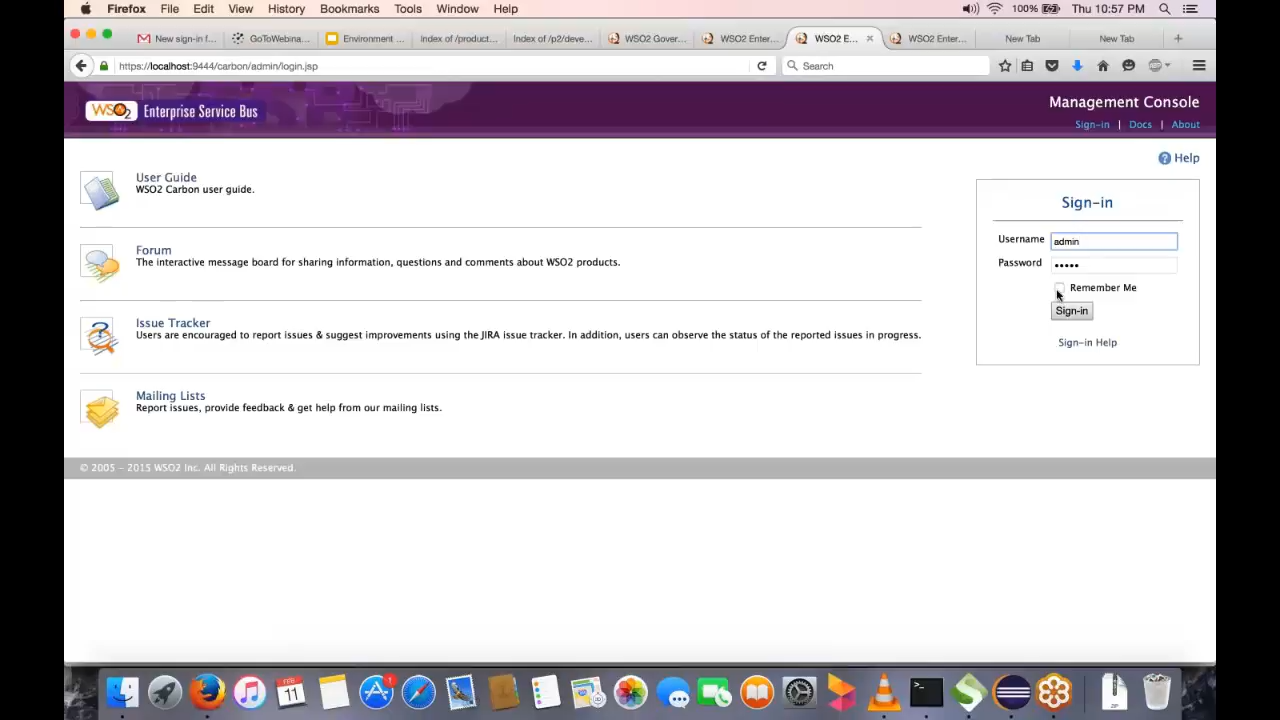 Firefox File Edit View History Bookmarks Tools Window Help 100% Thu 10:57 PM
New sign-in f... GoToWebina... Environment ... Index of /product... Index of /p2/deve... WSO2 Gover... WSO2 Enter... WSO2 E... WSO2 Enter... New Tab New Tab
https://localhost:9444/carbon/admin/login.jsp Search
WSO2 Enterprise Service Bus
Management Console
Sign-in | Docs | About
Help
User Guide
WSO2 Carbon user guide.
Forum
The interactive message board for sharing information, questions and comments about WSO2 products.
Issue Tracker
Users are encouraged to report issues & suggest improvements using the JIRA issue tracker. In addition, users can observe the status of the reported issues in progress.
Mailing Lists
Report issues, provide feedback & get help from our mailing lists.
Sign-in
Username admin
Password •••••
Remember Me
Sign-in
Sign-in Help
© 2005 - 2015 WSO2 Inc. All Rights Reserved.
FEB
11
1
ZIP